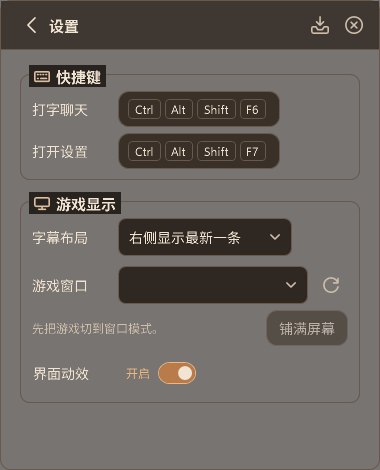 设置
快捷键
打字聊天 Ctrl Alt Shift F6
打开设置 Ctrl Alt Shift F7
游戏显示
字幕布局 右侧显示最新一条
游戏窗口
先把游戏切到窗口模式。 铺满屏幕
界面动效 开启